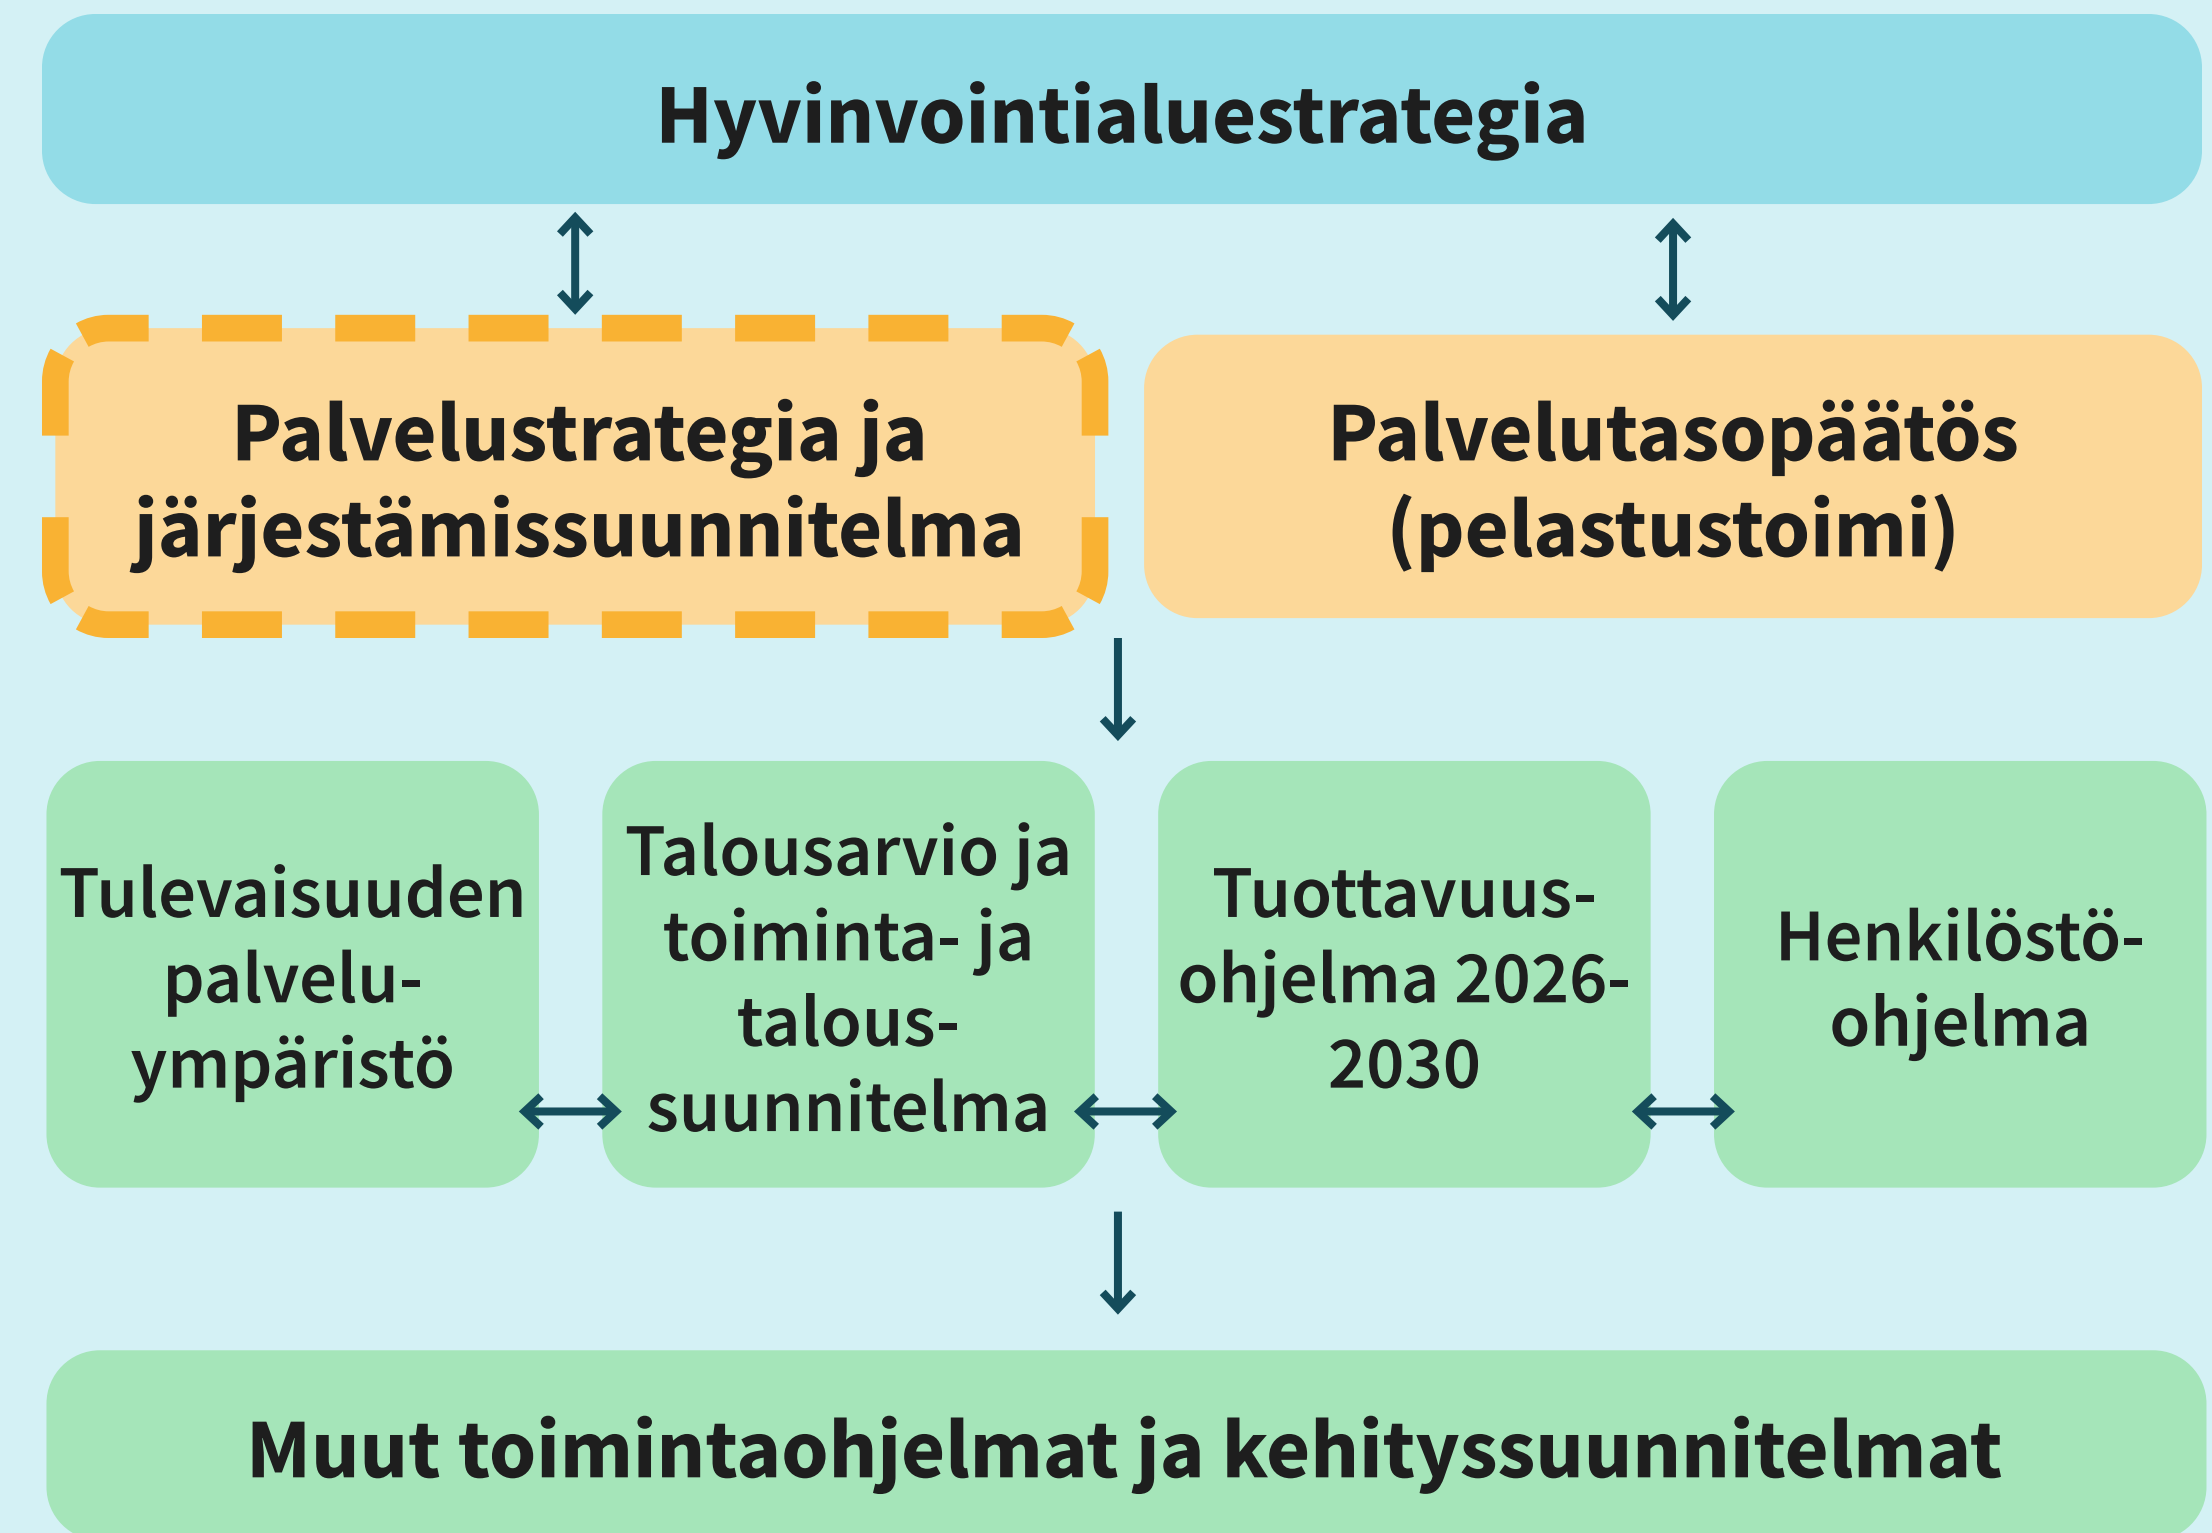 Hyvinvointialuestrategia
Palvelustrategia ja
järjestämissuunnitelma
Palvelutasopäätös
(pelastustoimi)
Tulevaisuuden
palvelu-
ympäristö
Talousarvio ja
toiminta- ja
talous-
suunnitelma
Tuottavuus-
ohjelma 2026-
2030
Henkilöstö-
ohjelma
Muut toimintaohjelmat ja kehityssuunnitelmat